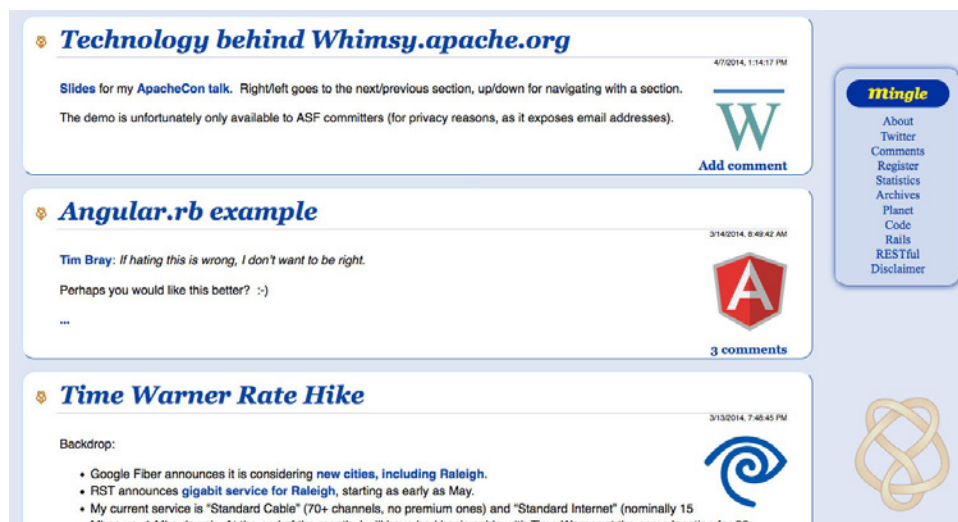 Technology behind Whimsy.apache.org
4/7/2014, 1:14:17 PM
Slides for my ApacheCon talk. Right/left goes to the next/previous section, up/down for navigating with a section.
The demo is unfortunately only available to ASF committers (for privacy reasons, as it exposes email addresses).
W
Add comment
Angular.rb example
3/14/2014, 8:49:42 AM
Tim Bray: If hating this is wrong, I don't want to be right.
Perhaps you would like this better? :-)
...
A
3 comments
Time Warner Rate Hike
3/13/2014, 7:48:45 PM
Backdrop:
• Google Fiber announces it is considering new cities, including Raleigh.
• RST announces gigabit service for Raleigh, starting as early as May.
• My current service is "Standard Cable" (70+ channels, no premium ones) and "Standard Internet" (nominally 15
mingle
About
Twitter
Comments
Register
Statistics
Archives
Planet
Code
Rails
RESTful
Disclaimer